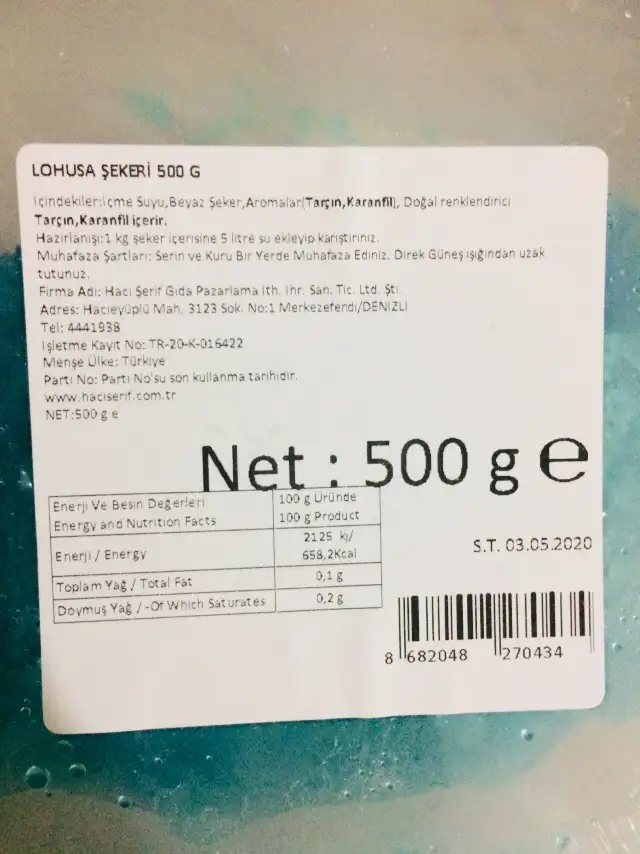 LOHUSA ŞEKERİ 500 G
İçindekiler:İçme Suyu,Beyaz Şeker,Aromalar(Tarçın,Karanfil), Doğal renklendirici
Tarçın,Karanfil içerir.
Hazırlanışı:1 kg şeker içerisine 5 litre su ekleyip karıştırınız.
Muhafaza Şartları: Serin ve Kuru Bir Yerde Muhafaza Ediniz. Direk Güneş ışığından uzak
tutunuz.
Firma Adı: Hacı Şerif Gıda Pazarlama İth. İhr. San. Tic. Ltd. Şti.
Adres: Hacıeyüplü Mah. 3123 Sok. No:1 Merkezefendi/DENİZLİ
Tel: 4441938
İşletme Kayıt No: TR-20-K-016422
Menşe Ülke: Türkiye
Parti No: Parti No'su son kullanma tarihidir.
www.haciserif.com.tr
NET:500 g e
Net : 500 g e
Enerji Ve Besin Değerleri 100 g Üründe
Energy and Nutrition Facts 100 g Product
Enerji / Energy 2125 kj/
658,2Kcal
Toplam Yağ / Total Fat 0,1 g
Doymuş Yağ / -Of Which Saturates 0,2 g
S.T. 03.05.2020
8 682048 270434